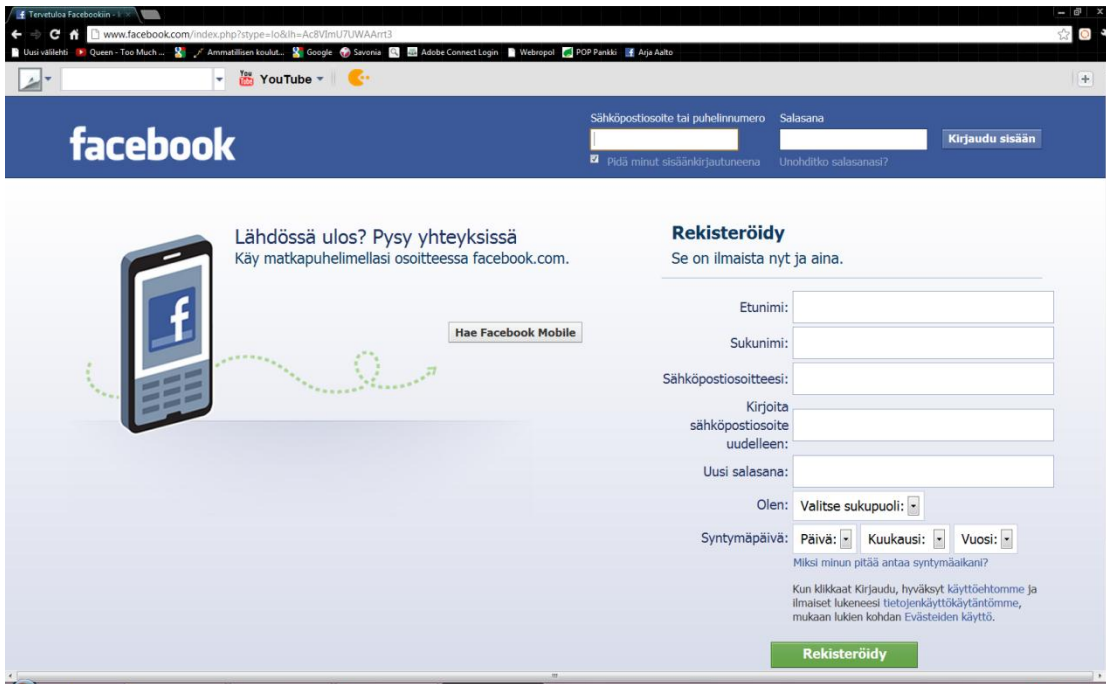 Tervetuloa Facebookiin -
www.facebook.com/index.php?stype=lo&lh=Ac8VlmU7UWAArrt3
Uusi välilehti Queen - Too Much ... Ammatillisen koulut... Google Savonia Adobe Connect Login Webropol POP Pankki Arja Aalto
You Tube YouTube
facebook
Sähköpostiosoite tai puhelinnumero Salasana
Kirjaudu sisään
Pidä minut sisäänkirjautuneena Unohditko salasanasi?
Lähdössä ulos? Pysy yhteyksissä
Käy matkapuhelimellasi osoitteessa facebook.com.
Hae Facebook Mobile
Rekisteröidy
Se on ilmaista nyt ja aina.
Etunimi:
Sukunimi:
Sähköpostiosoitteesi:
Kirjoita
sähköpostiosoite
uudelleen:
Uusi salasana:
Olen: Valitse sukupuoli:
Syntymäpäivä: Päivä: Kuukausi: Vuosi:
Miksi minun pitää antaa syntymäaikani?
Kun klikkaat Kirjaudu, hyväksyt käyttöehtomme ja
ilmaiset lukeneesi tietojenkäyttökäytäntömme,
mukaan lukien kohdan Evästeiden käyttö.
Rekisteröidy